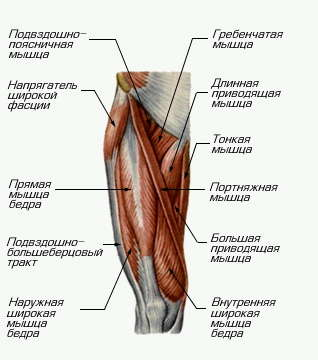 Подвздошно-
поясничная
мышца
Напрягатель
широкой
фасции
Прямая
мышца
бедра
Подвздошно-
большеберцовый
тракт
Наружная
широкая
мышца
бедра
Гребенчатая
мышца
Длинная
приводящая
мышца
Тонкая
мышца
Портняжная
мышца
Большая
приводящая
мышца
Внутренняя
широкая
мышца
бедра